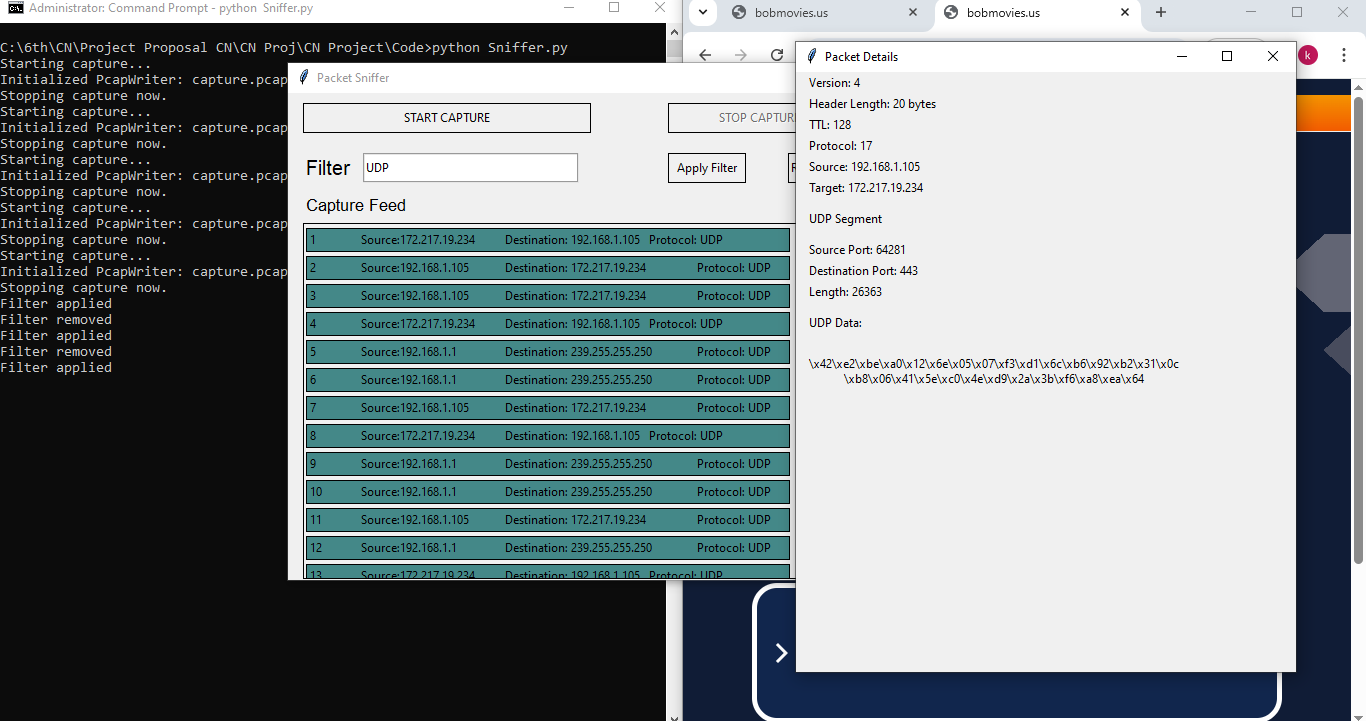 Administrator: Command Prompt - python  Sniffer.py
C:\6th\CN\Project Proposal CN\CN Proj\CN Project\Code>python Sniffer.py
Starting capture...
Initialized PcapWriter: capture.pcap
Stopping capture now.
Starting capture...
Initialized PcapWriter: capture.pcap
Stopping capture now.
Starting capture...
Initialized PcapWriter: capture.pcap
Stopping capture now.
Starting capture...
Initialized PcapWriter: capture.pcap
Stopping capture now.
Starting capture...
Initialized PcapWriter: capture.pcap
Stopping capture now.
Filter applied
Filter removed
Filter applied
Filter removed
Filter applied
Packet Sniffer
START CAPTURE
STOP CAPTURE
Filter
UDP
Apply Filter
R
Capture Feed
1 Source:172.217.19.234 Destination: 192.168.1.105 Protocol: UDP
2 Source:192.168.1.105 Destination: 172.217.19.234 Protocol: UDP
3 Source:192.168.1.105 Destination: 172.217.19.234 Protocol: UDP
4 Source:172.217.19.234 Destination: 192.168.1.105 Protocol: UDP
5 Source:192.168.1.1 Destination: 239.255.255.250 Protocol: UDP
6 Source:192.168.1.1 Destination: 239.255.255.250 Protocol: UDP
7 Source:192.168.1.105 Destination: 172.217.19.234 Protocol: UDP
8 Source:172.217.19.234 Destination: 192.168.1.105 Protocol: UDP
9 Source:192.168.1.1 Destination: 239.255.255.250 Protocol: UDP
10 Source:192.168.1.1 Destination: 239.255.255.250 Protocol: UDP
11 Source:192.168.1.105 Destination: 172.217.19.234 Protocol: UDP
12 Source:192.168.1.1 Destination: 239.255.255.250 Protocol: UDP
13 Source:172.217.19.234 Destination: 192.168.1.105 Protocol: UDP
bobmovies.us
bobmovies.us
k
Packet Details
Version: 4
Header Length: 20 bytes
TTL: 128
Protocol: 17
Source: 192.168.1.105
Target: 172.217.19.234
UDP Segment
Source Port: 64281
Destination Port: 443
Length: 26363
UDP Data:
\x42\xe2\xbe\xa0\x12\x6e\x05\x07\xf3\xd1\x6c\xb6\x92\xb2\x31\x0c
\xb8\x06\x41\x5e\xc0\x4e\xd9\x2a\x3b\xf6\xa8\xea\x64